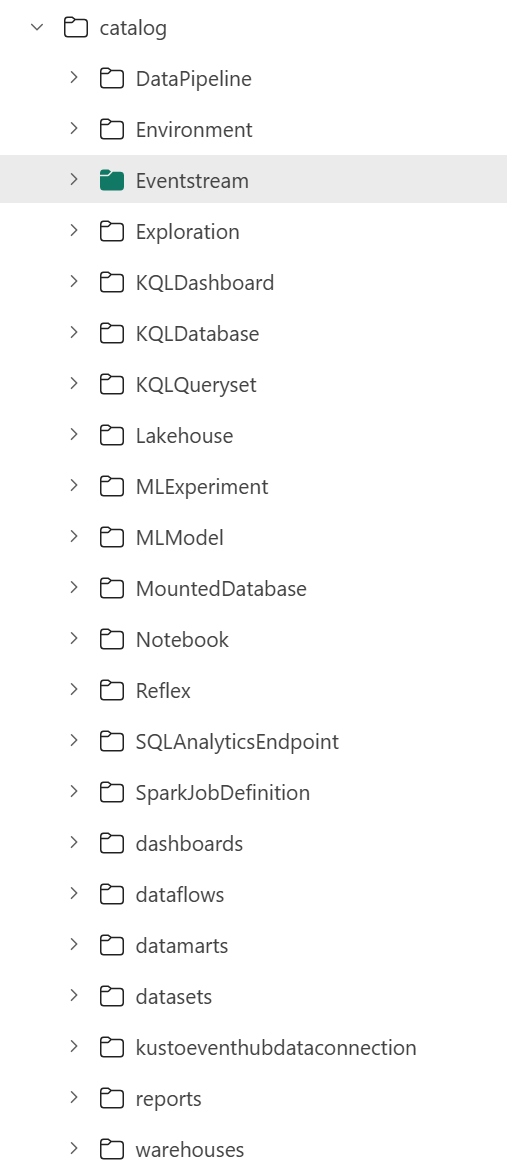 catalog
DataPipeline
Environment
Eventstream
Exploration
KQLDashboard
KQLDatabase
KQLQueryset
Lakehouse
MLExperiment
MLModel
MountedDatabase
Notebook
Reflex
SQLAnalyticsEndpoint
SparkJobDefinition
dashboards
dataflows
datamarts
datasets
kustoeventhubdataconnection
reports
warehouses